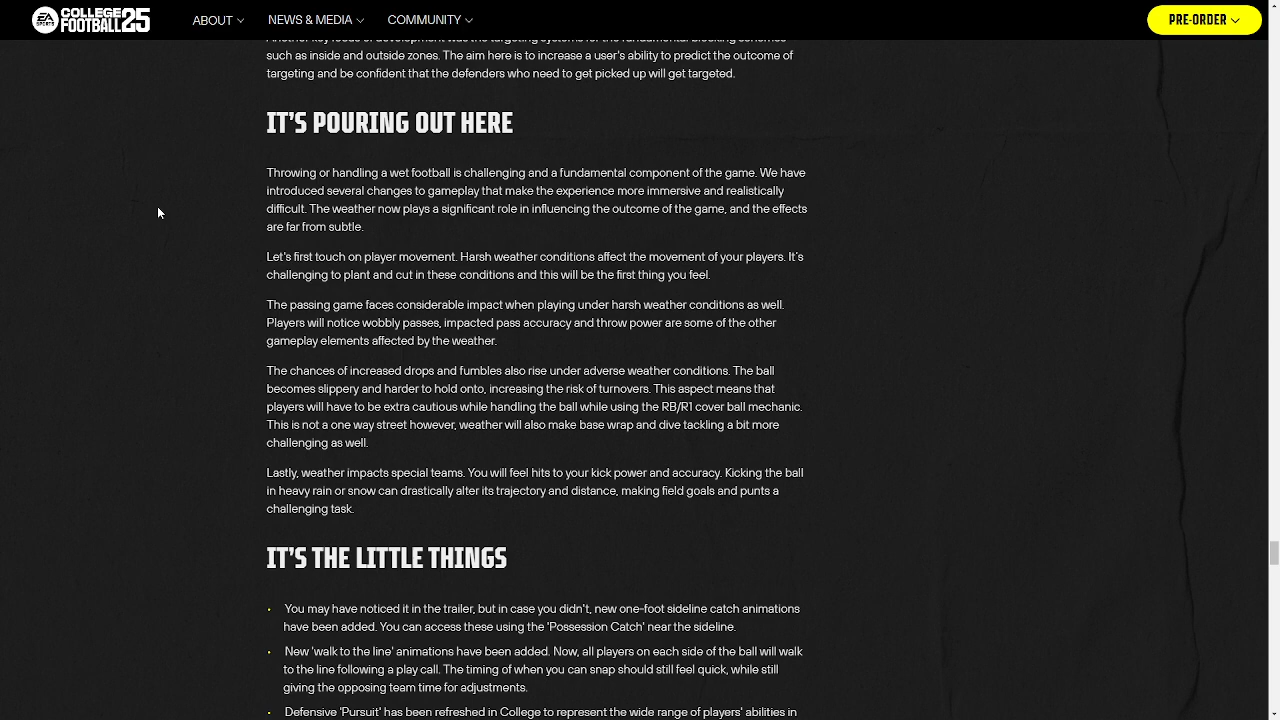 EA SPORTS COLLEGE FOOTBALL 25
ABOUT
NEWS & MEDIA
COMMUNITY
PRE-ORDER
such as inside and outside zones. The aim here is to increase a user's ability to predict the outcome of
targeting and be confident that the defenders who need to get picked up will get targeted.
IT'S POURING OUT HERE
Throwing or handling a wet football is challenging and a fundamental component of the game. We have
introduced several changes to gameplay that make the experience more immersive and realistically
difficult. The weather now plays a significant role in influencing the outcome of the game, and the effects
are far from subtle.
Let's first touch on player movement. Harsh weather conditions affect the movement of your players. It's
challenging to plant and cut in these conditions and this will be the first thing you feel.
The passing game faces considerable impact when playing under harsh weather conditions as well.
Players will notice wobbly passes, impacted pass accuracy and throw power are some of the other
gameplay elements affected by the weather.
The chances of increased drops and fumbles also rise under adverse weather conditions. The ball
becomes slippery and harder to hold onto, increasing the risk of turnovers. This aspect means that
players will have to be extra cautious while handling the ball while using the RB/R1 cover ball mechanic.
This is not a one way street however, weather will also make base wrap and dive tackling a bit more
challenging as well.
Lastly, weather impacts special teams. You will feel hits to your kick power and accuracy. Kicking the ball
in heavy rain or snow can drastically alter its trajectory and distance, making field goals and punts a
challenging task.
IT'S THE LITTLE THINGS
• You may have noticed it in the trailer, but in case you didn't, new one-foot sideline catch animations
have been added. You can access these using the 'Possession Catch' near the sideline.
• New 'walk to the line' animations have been added. Now, all players on each side of the ball will walk
to the line following a play call. The timing of when you can snap should still feel quick, while still
giving the opposing team time for adjustments.
• Defensive 'Pursuit' has been refreshed in College to represent the wide range of players' abilities in